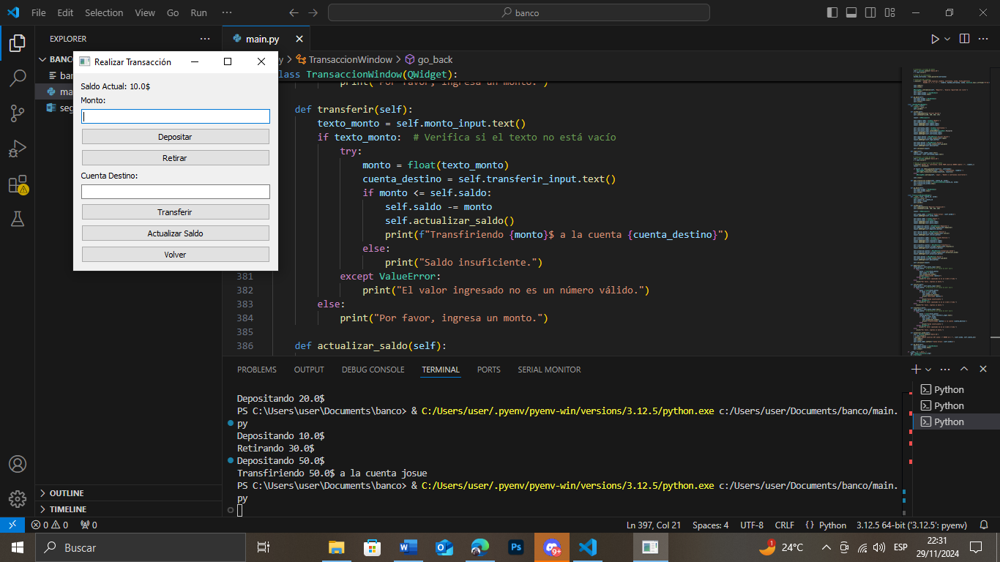 File Edit Selection View Go Run ···
banco
EXPLORER
main.py
BANCO
TransaccionWindow > go_back
Realizar Transacción
Saldo Actual: 10.0$
Monto:
Depositar
Retirar
Cuenta Destino:
Transferir
Actualizar Saldo
Volver
class TransaccionWindow(QWidget):
print("Por favor, ingresa un monto.")
def transferir(self):
texto_monto = self.monto_input.text()
if texto_monto:  # Verifica si el texto no está vacío
try:
monto = float(texto_monto)
cuenta_destino = self.transferir_input.text()
if monto <= self.saldo:
self.saldo -= monto
self.actualizar_saldo()
print(f"Transfiriendo {monto}$ a la cuenta {cuenta_destino}")
else:
print("Saldo insuficiente.")
381 except ValueError:
382 print("El valor ingresado no es un número válido.")
383 else:
384 print("Por favor, ingresa un monto.")
385
386 def actualizar_saldo(self):
PROBLEMS OUTPUT DEBUG CONSOLE TERMINAL PORTS SERIAL MONITOR
Depositando 20.0$
PS C:\Users\user\Documents\banco> & C:/Users/user/.pyenv/pyenv-win/versions/3.12.5/python.exe c:/Users/user/Documents/banco/main.
py
Depositando 10.0$
Retirando 30.0$
Depositando 50.0$
Transfiriendo 50.0$ a la cuenta josue
PS C:\Users\user\Documents\banco> & C:/Users/user/.pyenv/pyenv-win/versions/3.12.5/python.exe c:/Users/user/Documents/banco/main.
py
Python
Python
Python
OUTLINE
TIMELINE
0 0 0 Ln 397, Col 21 Spaces: 4 UTF-8 CRLF {} Python 3.12.5 64-bit ('3.12.5': pyenv)
Buscar
9+
1
24°C
ESP
22:31
29/11/2024